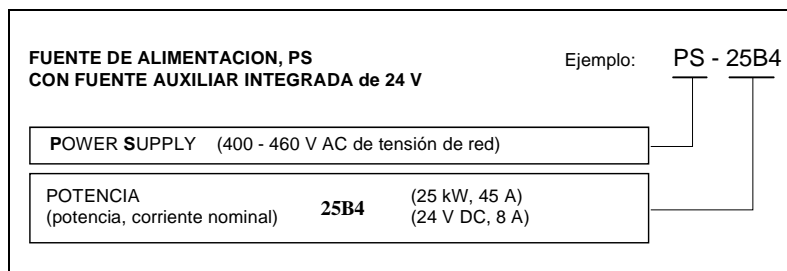 FUENTE DE ALIMENTACION, PS
CON FUENTE AUXILIAR INTEGRADA de 24 V
Ejemplo: PS - 25B4
POWER SUPPLY (400 - 460 V AC de tensión de red)
POTENCIA
(potencia, corriente nominal)
25B4
(25 kW, 45 A)
(24 V DC, 8 A)